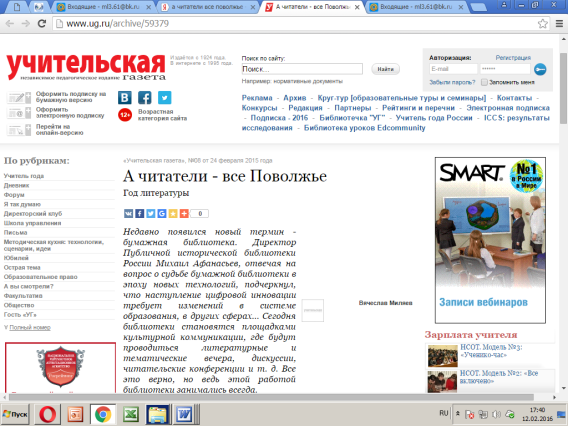 Входящие - ml3.61@bk.ru
а читатели все поволжье
А читатели - все Поволж
Входящие - ml3.61@bk.ru
www.ug.ru/archive/59379
учительская
независимое педагогическое издание газета
Издаётся с 1924 года.
В интернете с 1995 года.
Поиск по сайту:
Поиск...
Найти
Например: нормативные документы
Авторизация:
Регистрация
E-mail
Забыли пароль?
Запомнить меня
Оформить подписку на
бумажную версию
Оформить
электронную подписку
Перейти на
онлайн-версию
12+
Возрастная
категория сайта
Реклама - Архив - Круг-тур [образовательные туры и семинары] - Контакты -
Конкурсы - Редакция - Партнеры - Рейтинги и перечни - Электронная подписка
- Подписка - 2016 - Библиотечка "УГ" - Учитель года России - ICCS: результаты
исследования - Библиотека уроков Edcommunity
По рубрикам:
Учитель года
Дневник
Форум
Я так думаю
Директорский клуб
Школа управления
Письма
Методическая кухня: технологии,
сценарии, идеи
Юбилей
Острая тема
Образовательное право
А вы смотрели?
Факультатив
Общество
Гость «УГ»
Полный номер
«Учительская газета», №08 от 24 февраля 2015 года
А читатели - все Поволжье
Год литературы
0
Недавно появился новый термин -
бумажная библиотека. Директор
Публичной исторической библиотеки
России Михаил Афанасьев, отвечая на
вопрос о судьбе бумажной библиотеки в
эпоху новых технологий, подчеркнул,
что наступление цифровой инновации
требует изменений в системе
образования, в других сферах... Сегодня
библиотеки становятся площадками
культурной коммуникации, где будут
проводиться литературные и
тематические вечера, дискуссии,
читательские конференции и т. д. Все
это верно, но ведь этой работой
библиотеки занимались всегда.
Вячеслав Миляев
SMART
№1
в России
в Мире
Записи вебинаров
Зарплата учителя
НСОТ. Модель №3:
«Ученико-час»
НСОТ. Модель №2: «Все
включено»
Пуск
RU
17:40
12.02.2016